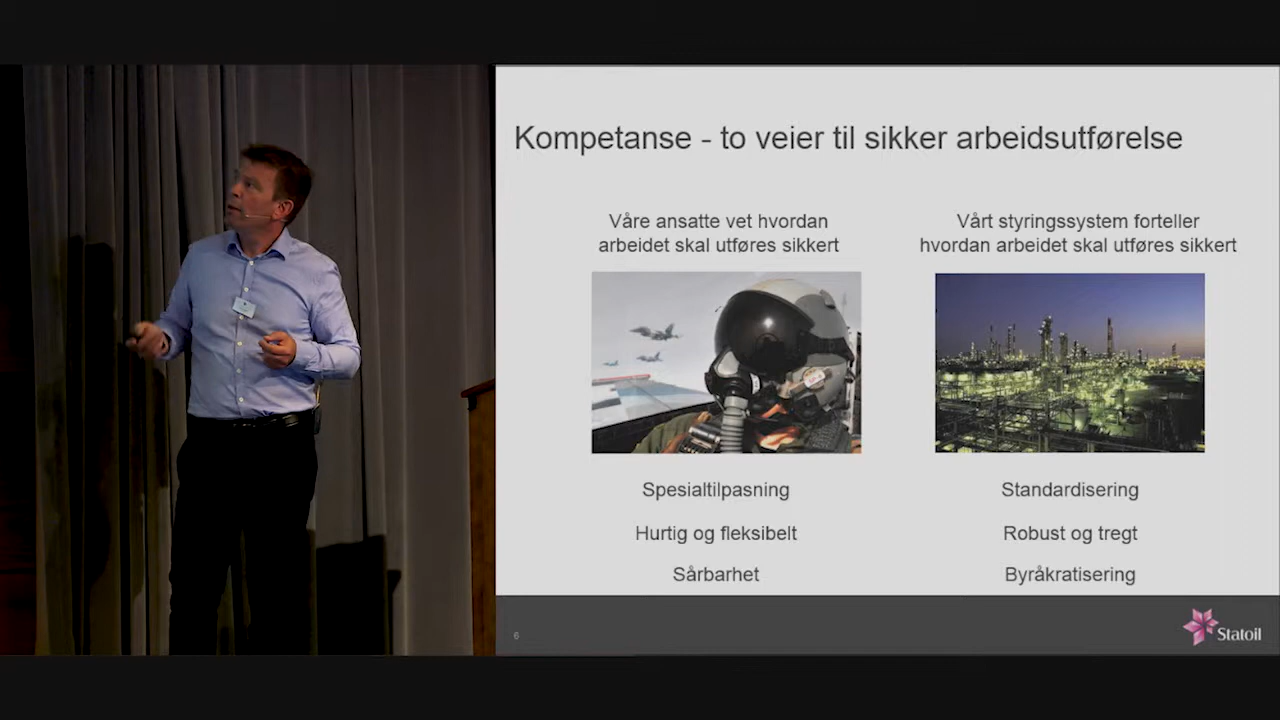 Kompetanse - to veier til sikker arbeidsutførelse
Våre ansatte vet hvordan
arbeidet skal utføres sikkert
Vårt styringssystem forteller
hvordan arbeidet skal utføres sikkert
Spesialtilpasning
Standardisering
Hurtig og fleksibelt
Robust og tregt
Sårbarhet
Byråkratisering
6
Statoil